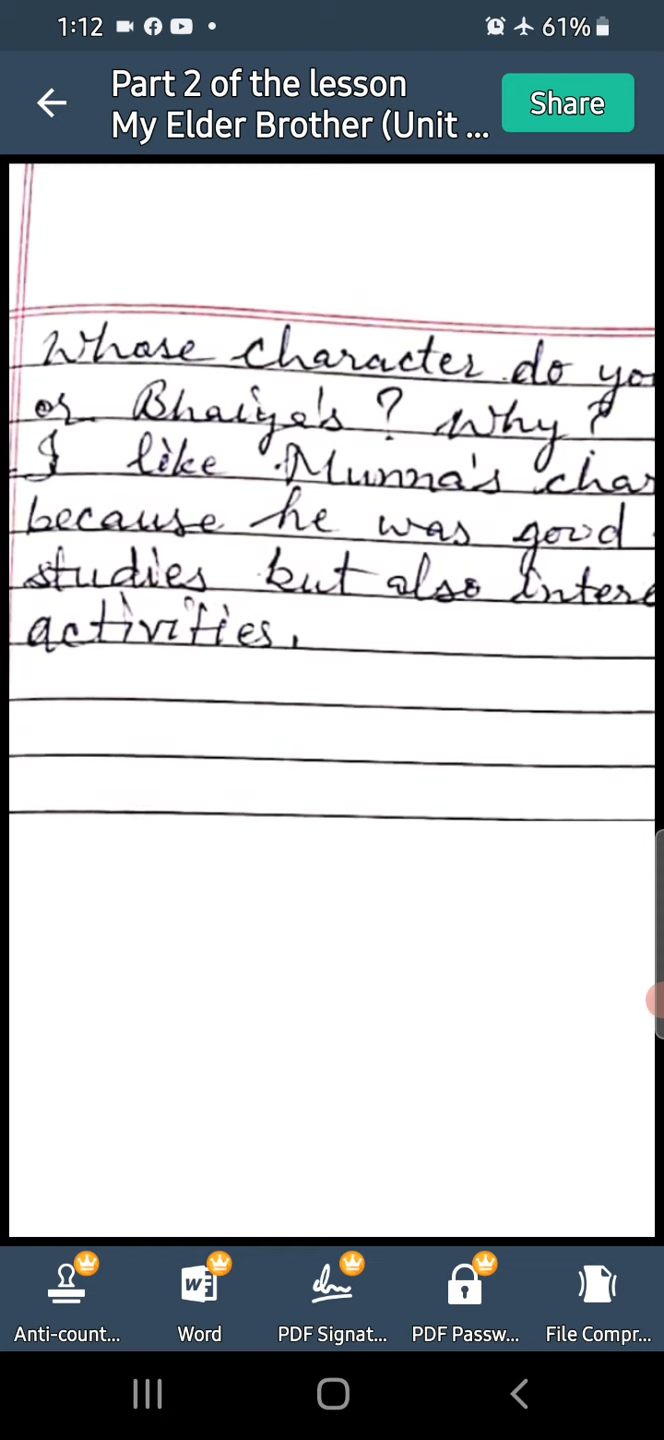 1:12 61%
Part 2 of the lesson
My Elder Brother (Unit ...
Share
Whose character do yo
or Bhaiya's ? Why ?
I like Munna's char
because he was good
studies but also intere
activities.
Anti-count... Word PDF Signat... PDF Passw... File Compr...